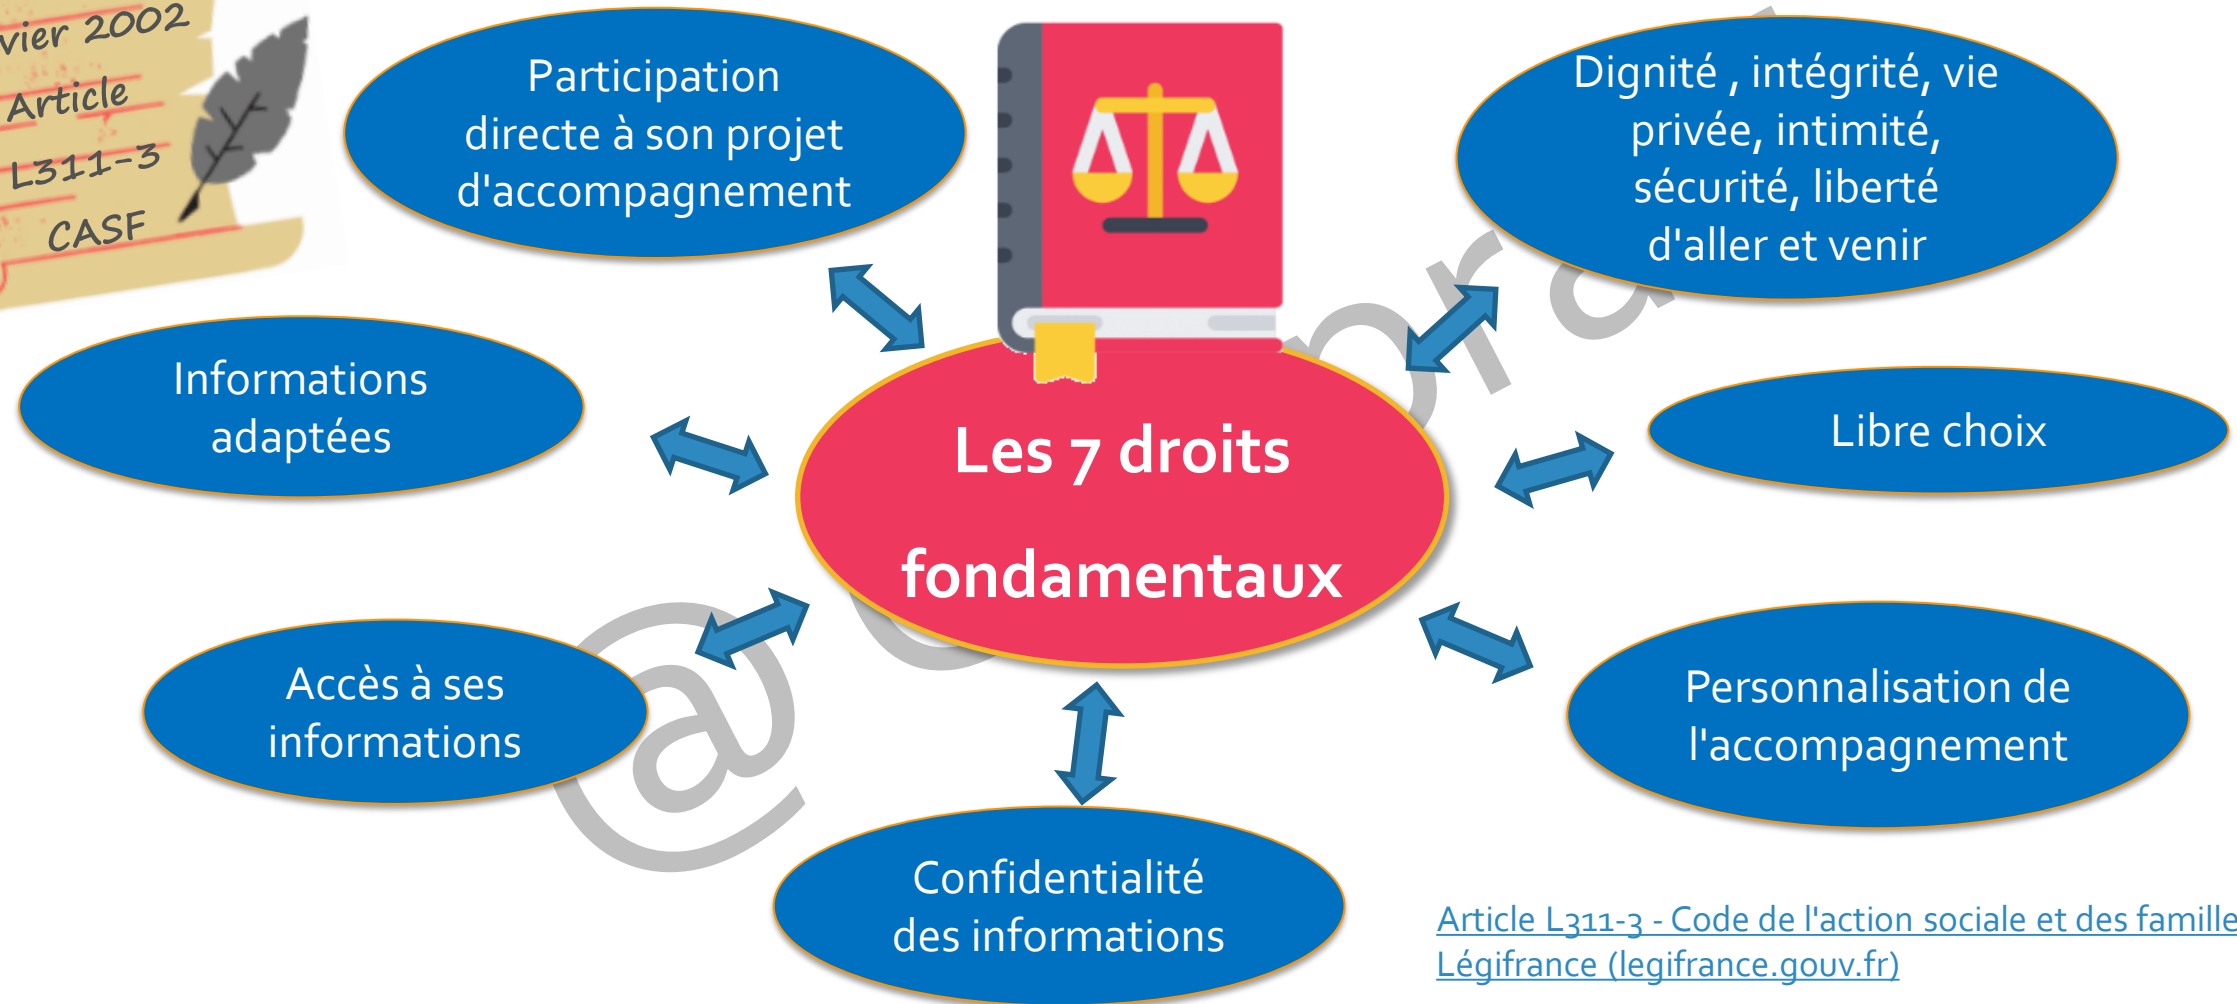 vier 2002
Article
L311-3
CASF
Participation
directe à son projet
d'accompagnement
Dignité , intégrité, vie
privée, intimité,
sécurité, liberté
d'aller et venir
Informations
adaptées
Les 7 droits
fondamentaux
Libre choix
Accès à ses
informations
Personnalisation de
l'accompagnement
Confidentialité
des informations
Article L311-3 - Code de l'action sociale et des famille
Légifrance (legifrance.gouv.fr)